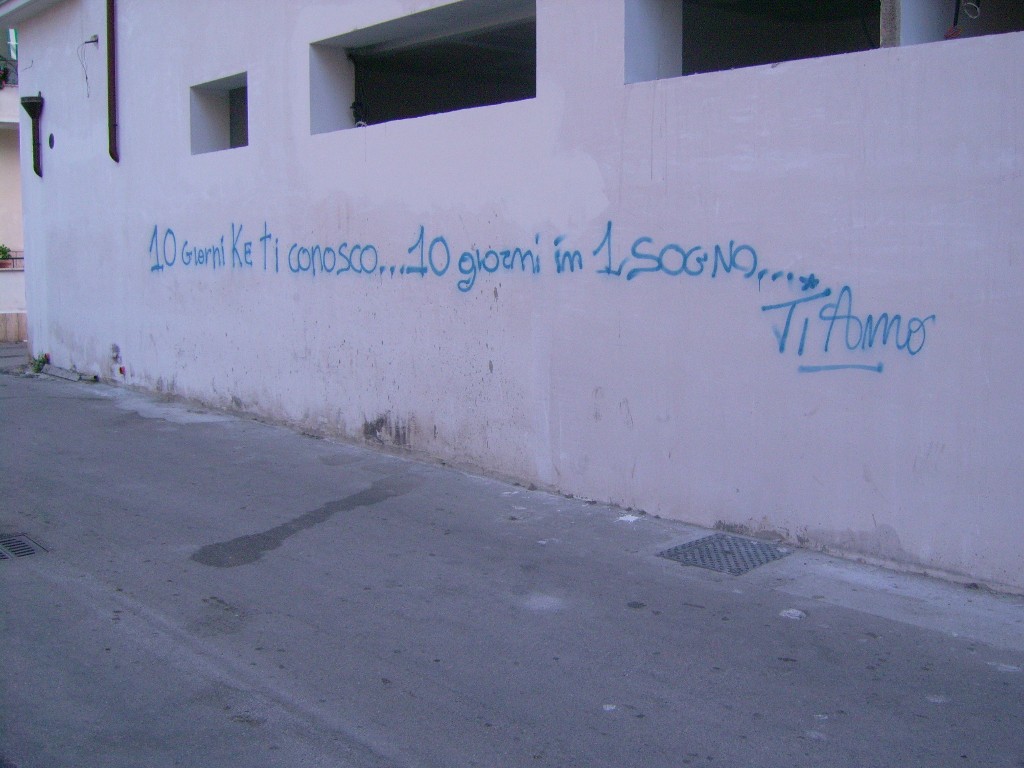 10 Giorni Ke Ti conosco...10 giorni in 1 SOGNO....
Ti Amo